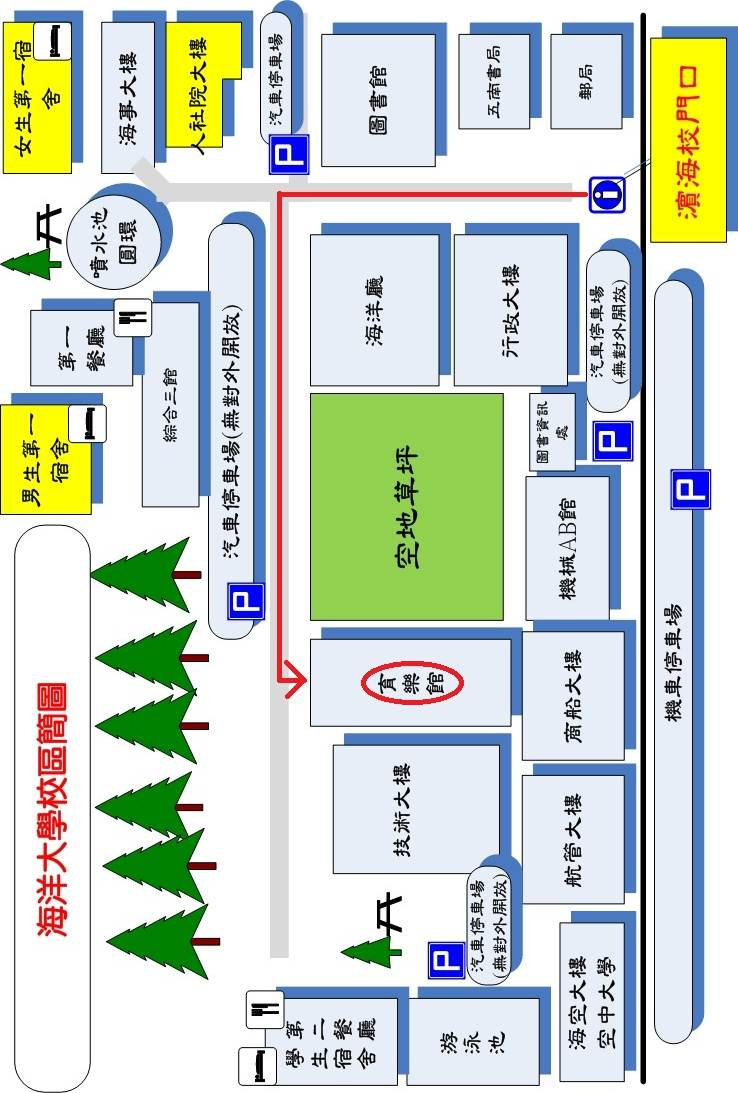 海洋大學校區簡圖
男生第一
宿舍
女生第一宿
舍
第一
餐廳
噴水池
圓環
海事大樓
人社院大樓
綜合三館
汽車停車場(無對外開放)
P
汽車停車場
P
第二餐廳
學生宿舍
游泳池
技術大樓
育樂館
空地草坪
海洋廳
圖書館
汽車停車場
(無對外開放)
P
行政大樓
五南書局
海空大樓
空中大學
航管大樓
商船大樓
機械AB館
圖書資訊
處
汽車停車場
(無對外開放)
P
郵局
i
機車停車場
P
濱海校門口